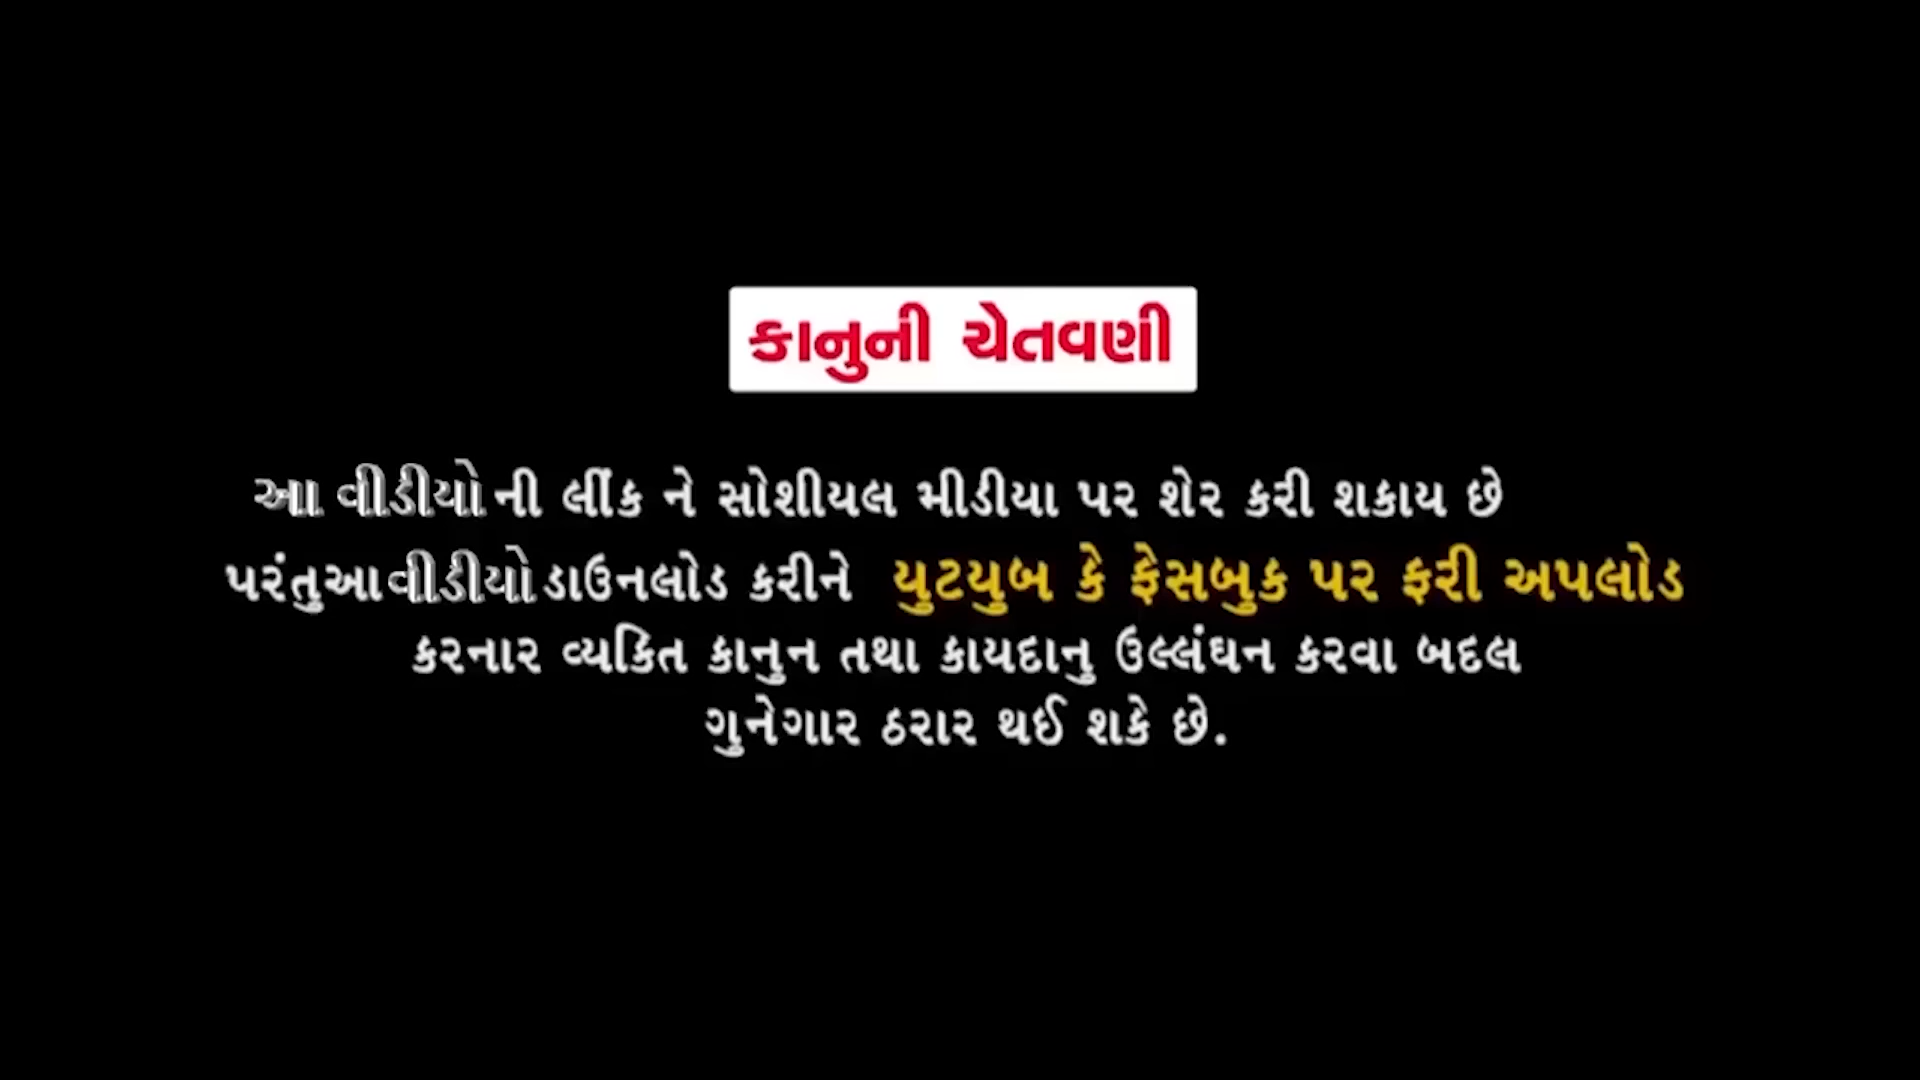 કાનુની ચેતવણી
આ વીડીયો ની લીંક ને સોશીયલ મીડીયા પર શેર કરી શકાય છે
પરંતુ આ વીડીયો ડાઉનલોડ કરીને યુટયુબ કે ફેસબુક પર ફરી અપલોડ
કરનાર વ્યકિત કાનુન તથા કાયદાનુ ઉલ્લંઘન કરવા બદલ
ગુનેગાર ઠરાર થઈ શકે છે.